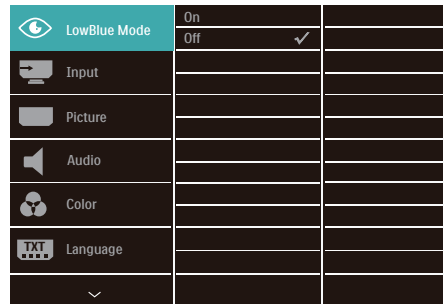 LowBlue Mode
On
Off
Input
Picture
Audio
Color
TXT
Language